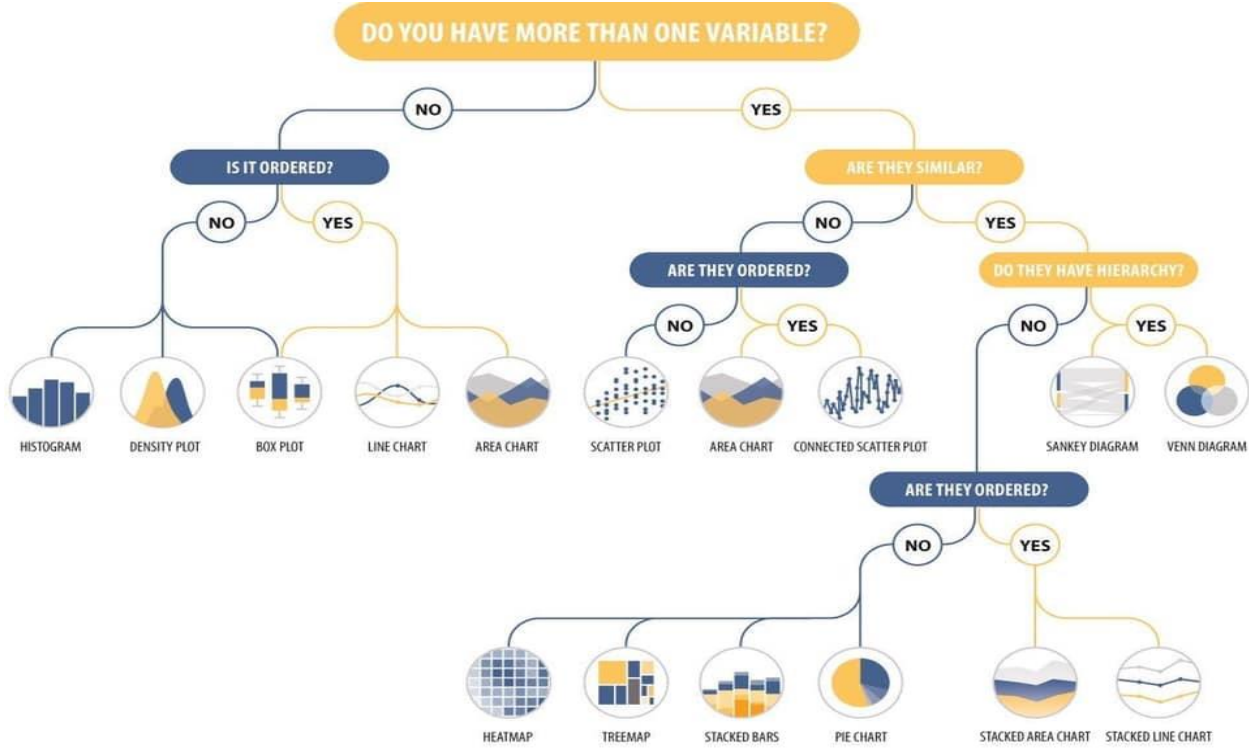 DO YOU HAVE MORE THAN ONE VARIABLE?
NO
YES
IS IT ORDERED?
ARE THEY SIMILAR?
NO
YES
NO
YES
ARE THEY ORDERED?
DO THEY HAVE HIERARCHY?
NO
YES
NO
YES
HISTOGRAM
DENSITY PLOT
BOX PLOT
LINE CHART
AREA CHART
SCATTER PLOT
AREA CHART
CONNECTED SCATTER PLOT
SANKEY DIAGRAM
VENN DIAGRAM
ARE THEY ORDERED?
NO
YES
HEATMAP
TREEMAP
STACKED BARS
PIE CHART
STACKED AREA CHART
STACKED LINE CHART